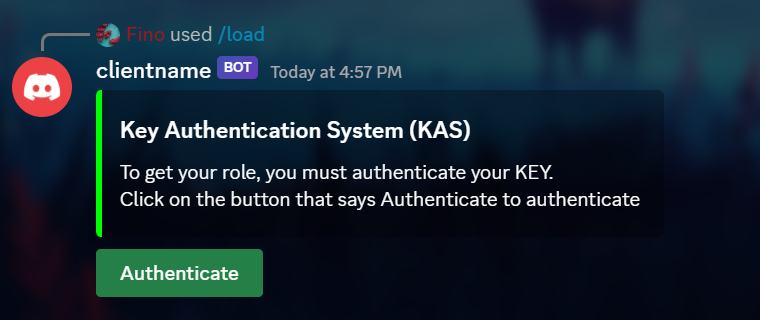 Fino used /load
clientname BOT Today at 4:57 PM
Key Authentication System (KAS)
To get your role, you must authenticate your KEY.
Click on the button that says Authenticate to authenticate
Authenticate